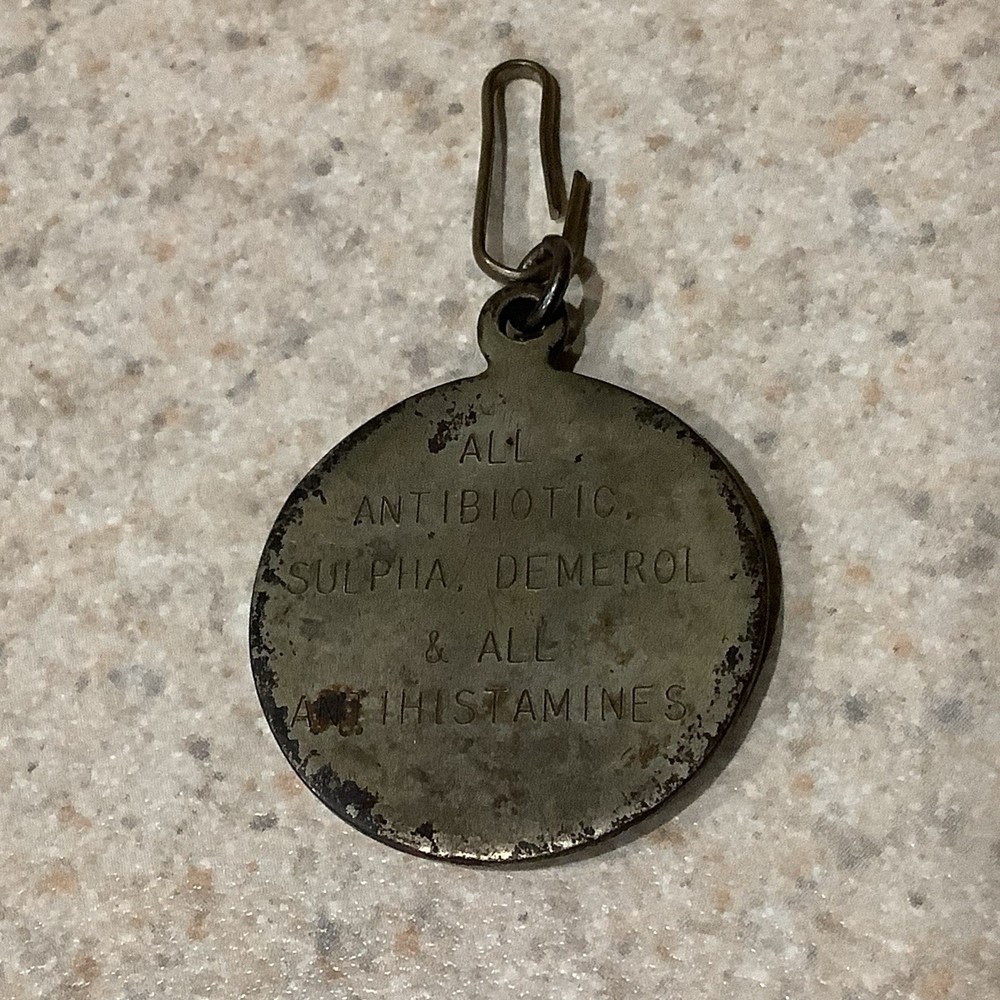 ALL
ANTIBIOTIC,
SULPHA, DEMEROL
& ALL
ANTIHISTAMINES